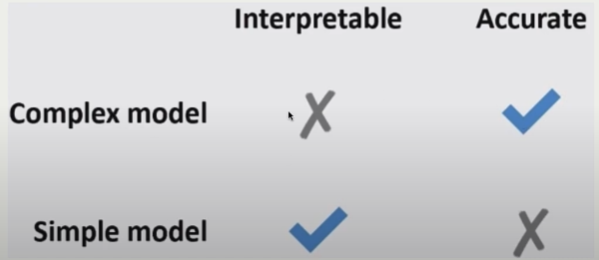 Interpretable Accurate
Complex model
Simple model